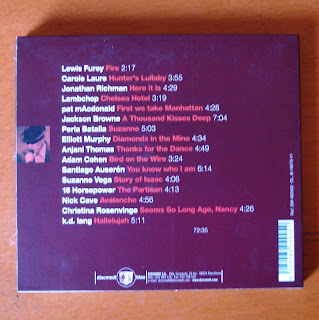 Lewis Furey Fire 2:17
Carole Laure Hunter's Lullaby 3:55
Jonathan Richman Here it Is 4:29
Lambchop Chelsea Hotel 3:19
pat mAcdonald First we take Manhattan 4:28
Jackson Browne A Thousand Kisses Deep 7:04
Perla Batalla Suzanne 5:03
Elliott Murphy Diamonds in the Mine 4:34
Anjani Thomas Thanks for the Dance 4:49
Adam Cohen Bird on the Wire 3:24
Santiago Auserón You know who I am 6:14
Suzanne Vega Story of Isaac 4:06
16 Horsepower The Partisan 4:13
Nick Cave Avalanche 4:56
Christina Rosenvinge Seems So Long Ago, Nancy 4:26
k.d. lang Hallelujah 5:11
72:35
discmedi
blau